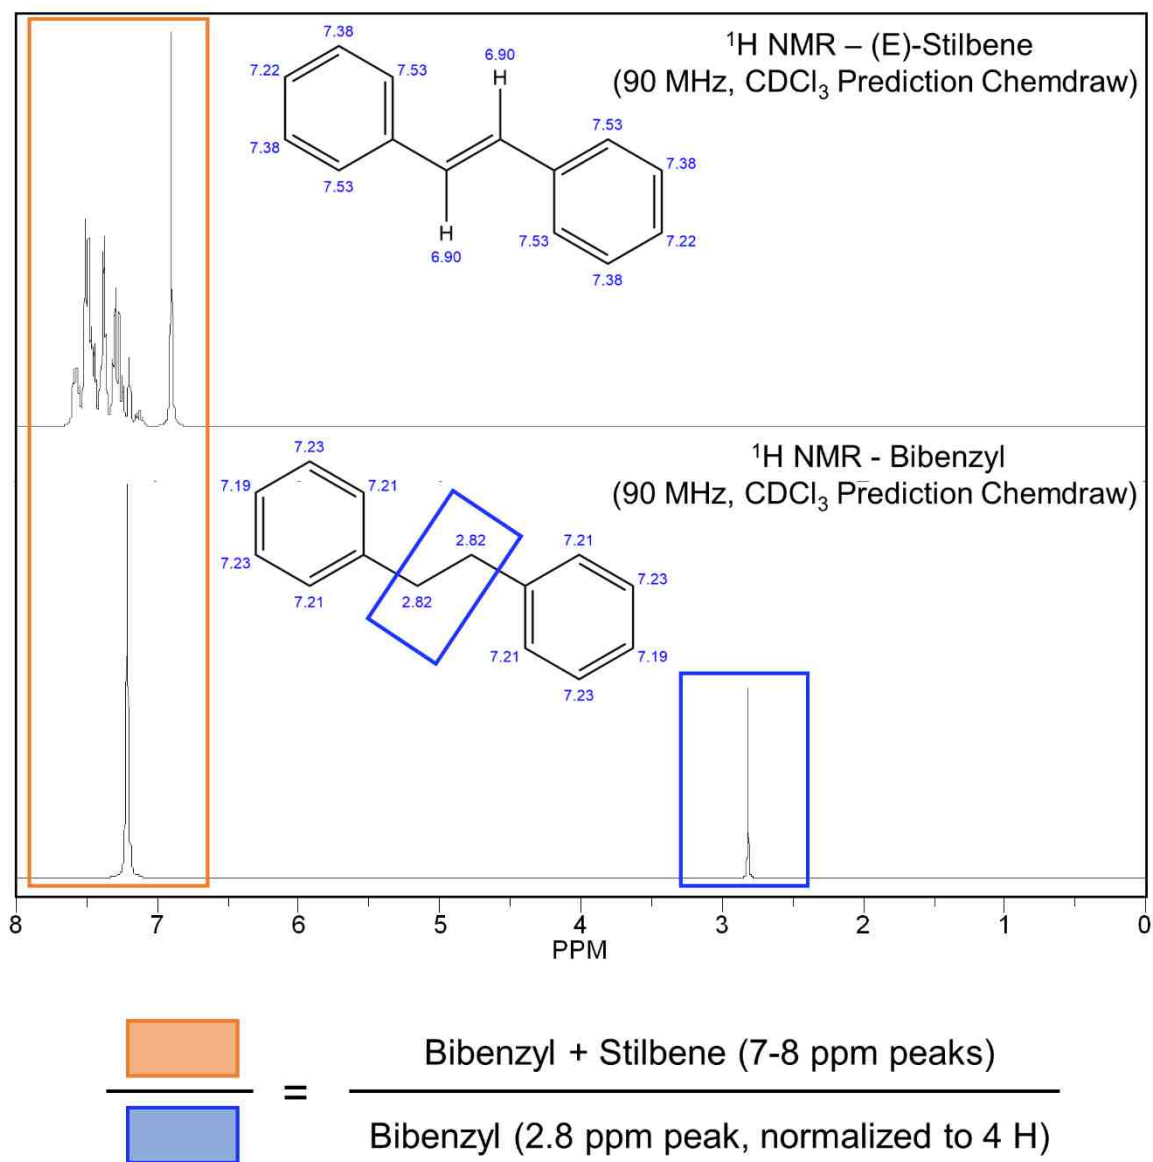 ¹H NMR – (E)-Stilbene
(90 MHz, CDCl₃ Prediction Chemdraw)
7.38
7.22
7.53
7.38
7.53
6.90
H
H
6.90
7.53
7.38
7.53
7.22
7.38
¹H NMR - Bibenzyl
(90 MHz, CDCl₃ Prediction Chemdraw)
7.23
7.19
7.21
7.23
7.21
2.82
2.82
7.21
7.23
7.21
7.19
7.23
8 7 6 5 4 3 2 1 0
PPM
Bibenzyl + Stilbene (7-8 ppm peaks)
=
Bibenzyl (2.8 ppm peak, normalized to 4 H)